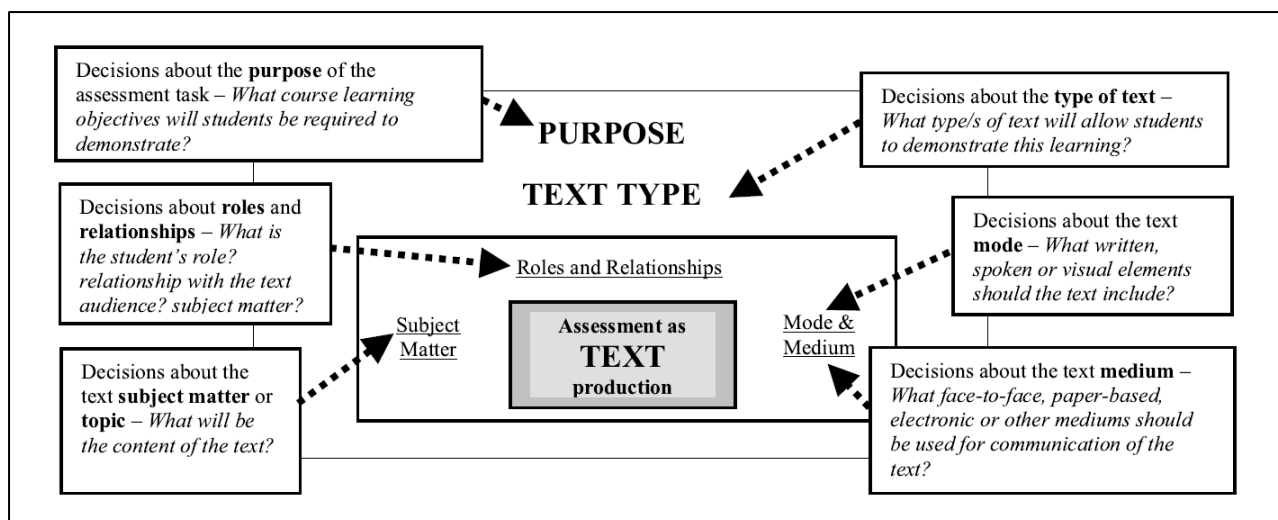 Decisions about the purpose of the
assessment task – What course learning
objectives will students be required to
demonstrate?
PURPOSE
Decisions about the type of text –
What type/s of text will allow students
to demonstrate this learning?
TEXT TYPE
Decisions about roles and
relationships – What is
the student's role?
relationship with the text
audience? subject matter?
Roles and Relationships
Decisions about the text
mode – What written,
spoken or visual elements
should the text include?
Subject
Matter
Assessment as
TEXT
production
Mode &
Medium
Decisions about the
text subject matter or
topic – What will be
the content of the text?
Decisions about the text medium –
What face-to-face, paper-based,
electronic or other mediums should
be used for communication of the
text?